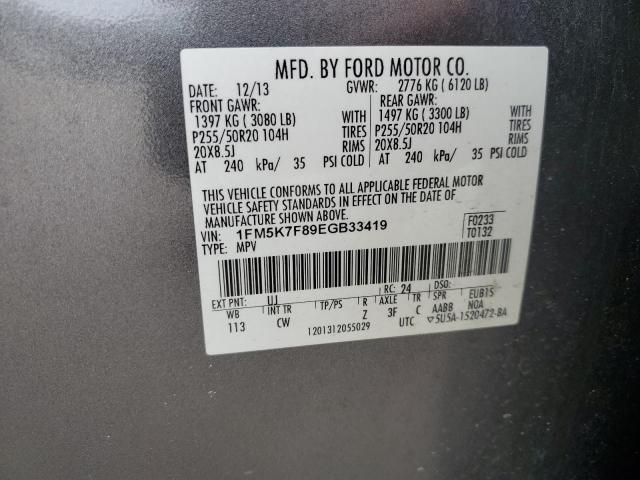 MFD. BY FORD MOTOR CO.
DATE: 12/13 GVWR: 2776 KG ( 6120 LB)
FRONT GAWR: REAR GAWR:
1397 KG ( 3080 LB) WITH 1497 KG ( 3300 LB) WITH
P255/50R20 104H TIRES P255/50R20 104H TIRES
20X8.5J RIMS 20X8.5J RIMS
AT 240 kPa/ 35 PSI COLD AT 240 kPa/ 35 PSI COLD
THIS VEHICLE CONFORMS TO ALL APPLICABLE FEDERAL MOTOR
VEHICLE SAFETY STANDARDS IN EFFECT ON THE DATE OF
MANUFACTURE SHOWN ABOVE.
VIN: 1FM5K7F89EGB33419 F0233
TYPE: MPV T0132
EXT PNT: UJ RC: 24 DSO:
WB INT TR TP/PS R AXLE TR SPR EUB1S
113 CW Z 3F C AABB NOA
1201312055029 UTC ▽5U5A-1520472-BA